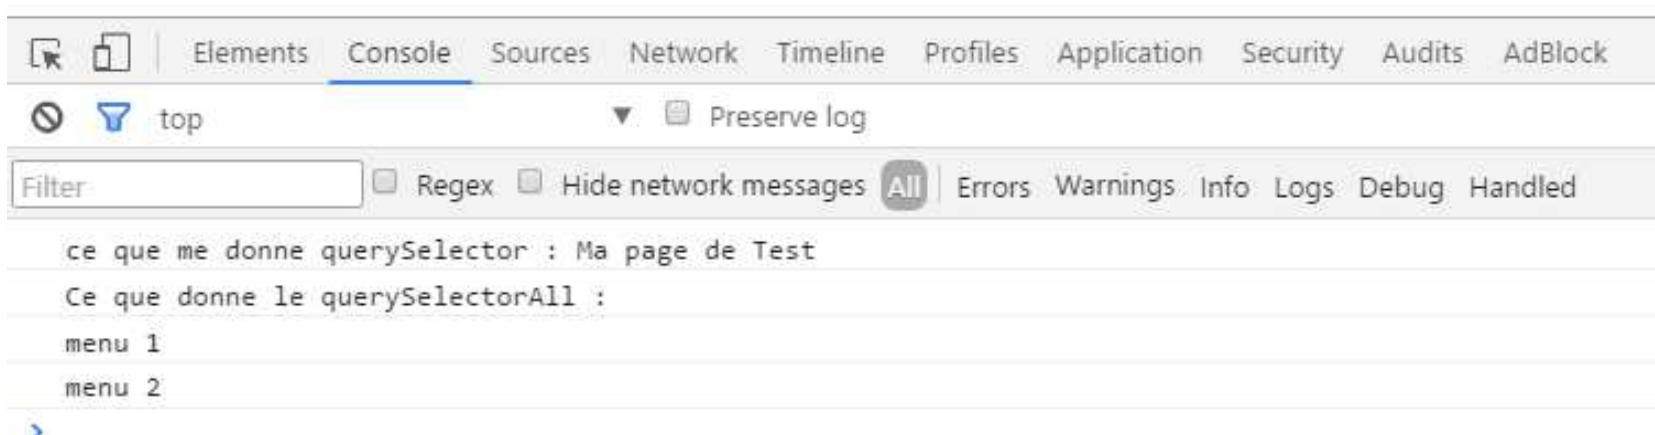 Elements Console Sources Network Timeline Profiles Application Security Audits AdBlock
top ▼ Preserve log
Filter Regex Hide network messages All Errors Warnings Info Logs Debug Handled
ce que me donne querySelector : Ma page de Test
Ce que donne le querySelectorAll :
menu 1
menu 2